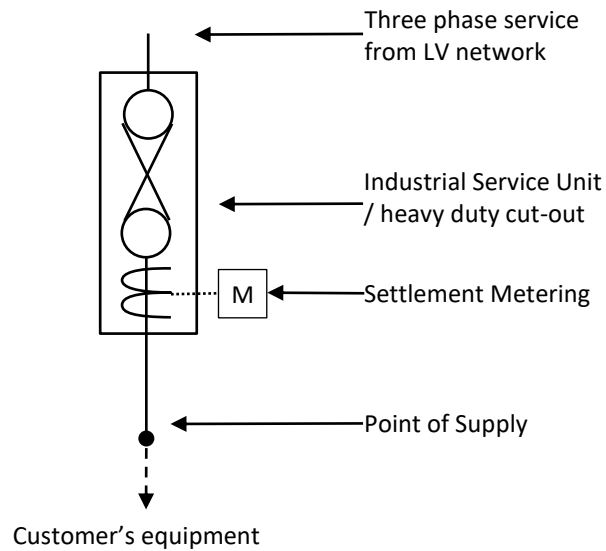 Three phase service
from LV network
Industrial Service Unit
/ heavy duty cut-out
M
Settlement Metering
Point of Supply
Customer’s equipment